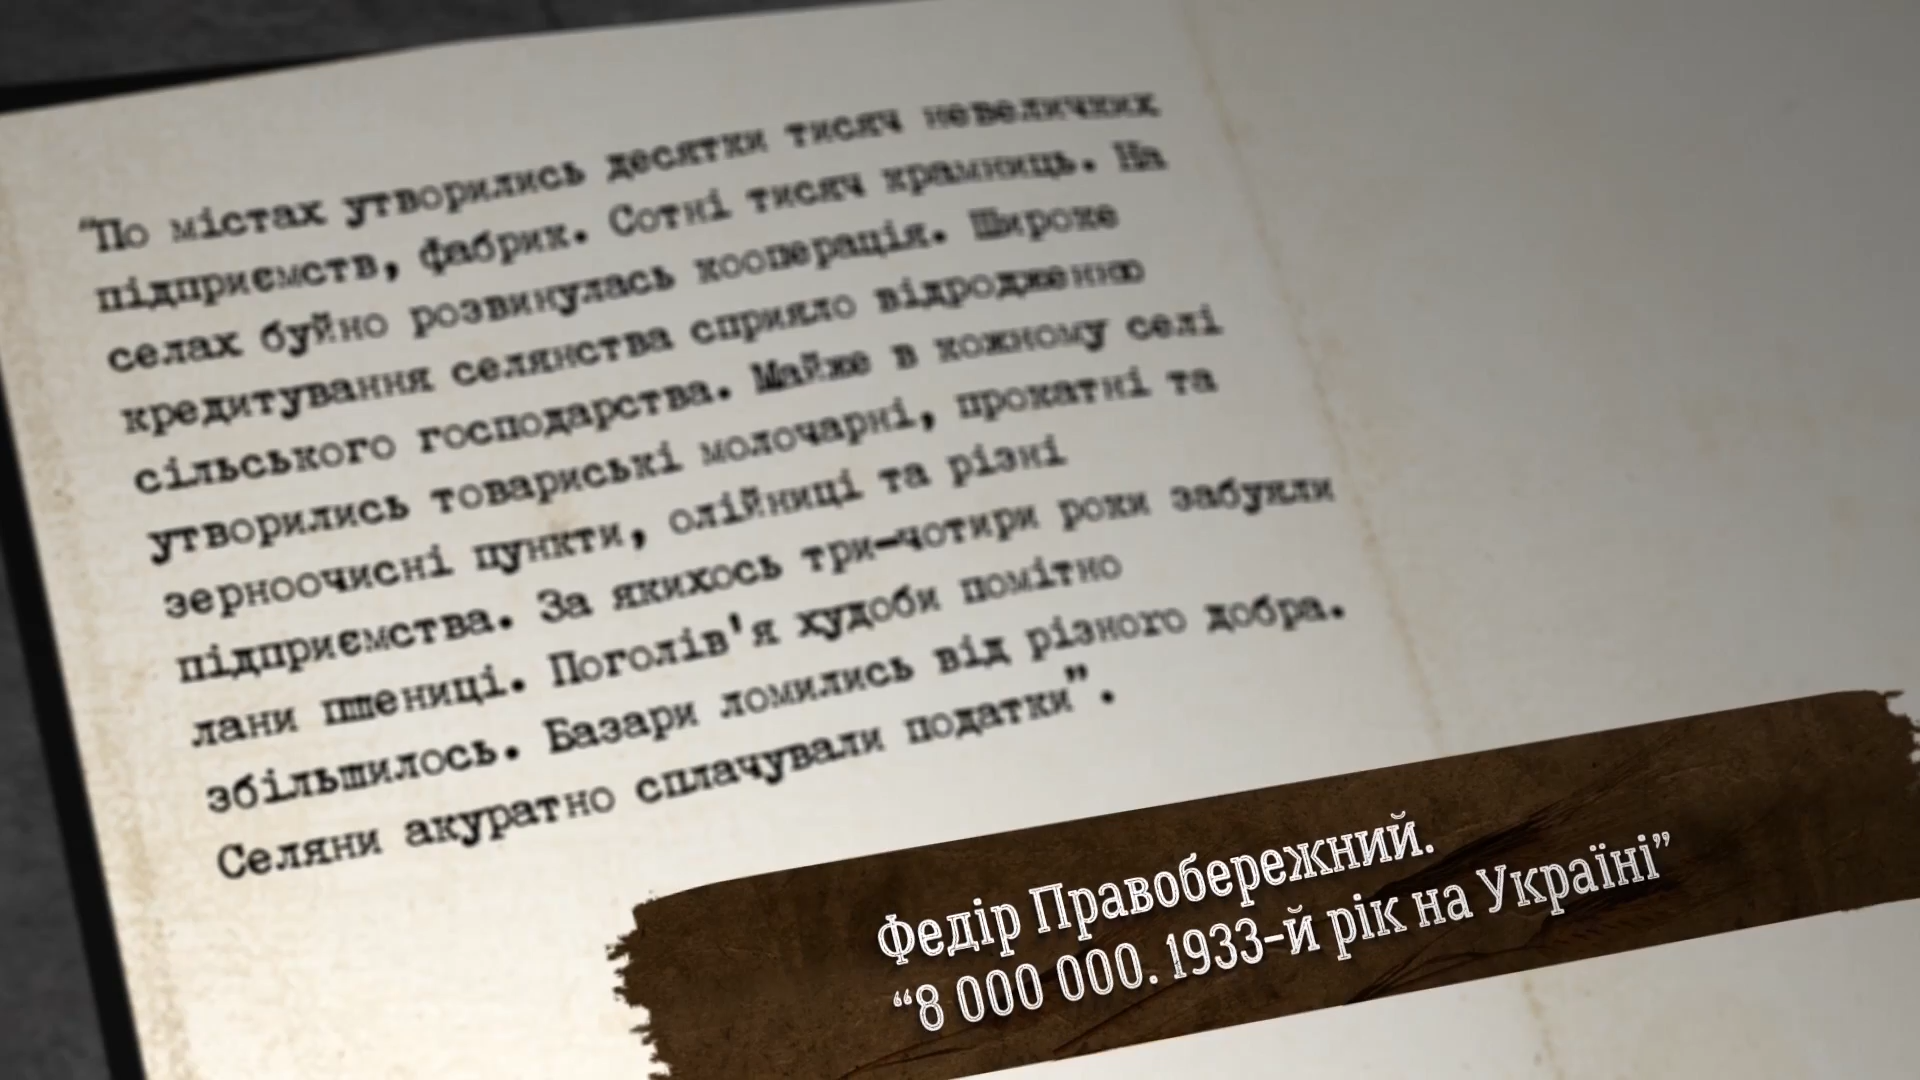 “По містах утворились десятки тисяч невеличких
підприємств, фабрик. Сотні тисяч крамниць. На
селах буйно розвинулась кооперація. Широке
кредитування селянства сприяло відродженню
сільського господарства. Майже в кожному селі
утворились товариські молочарні, прокатні та
зерноочисні пункти, олійниці та різні
підприємства. За якихось три-чотири роки забуяли
лани пшениці. Поголів'я худоби помітно
збільшилось. Базари ломились від різного добра.
Селяни акуратно сплачували податки”.
Федір Правобережний.
“8 000 000. 1933-й рік на Україні”